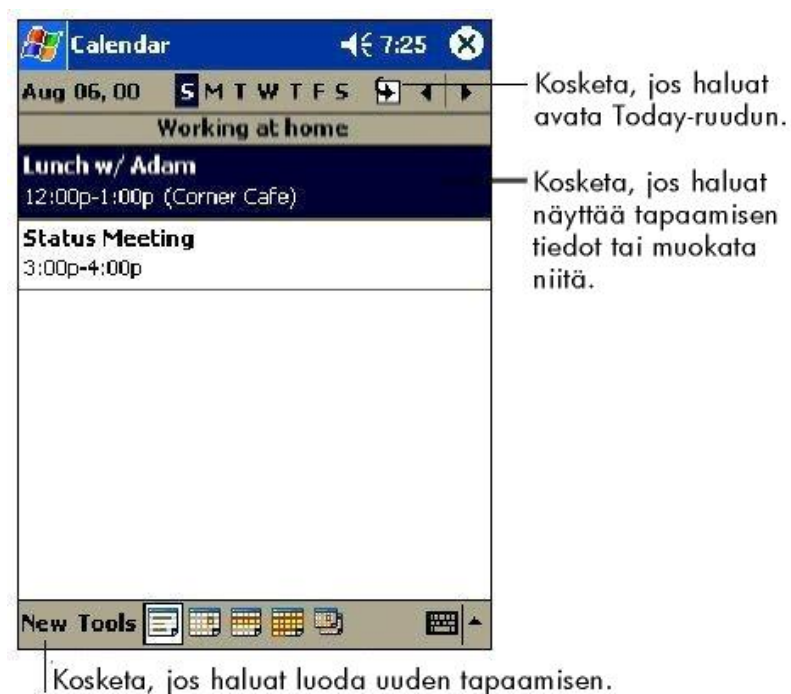 Calendar 7:25
Aug 06, 00 S M T W T F S
Kosketa, jos haluat
avata Today-ruudun.
Working at home
Lunch w/ Adam
12:00p-1:00p (Corner Cafe)
Kosketa, jos haluat
näyttää tapaamisen
tiedot tai muokata
niitä.
Status Meeting
3:00p-4:00p
New Tools
Kosketa, jos haluat luoda uuden tapaamisen.